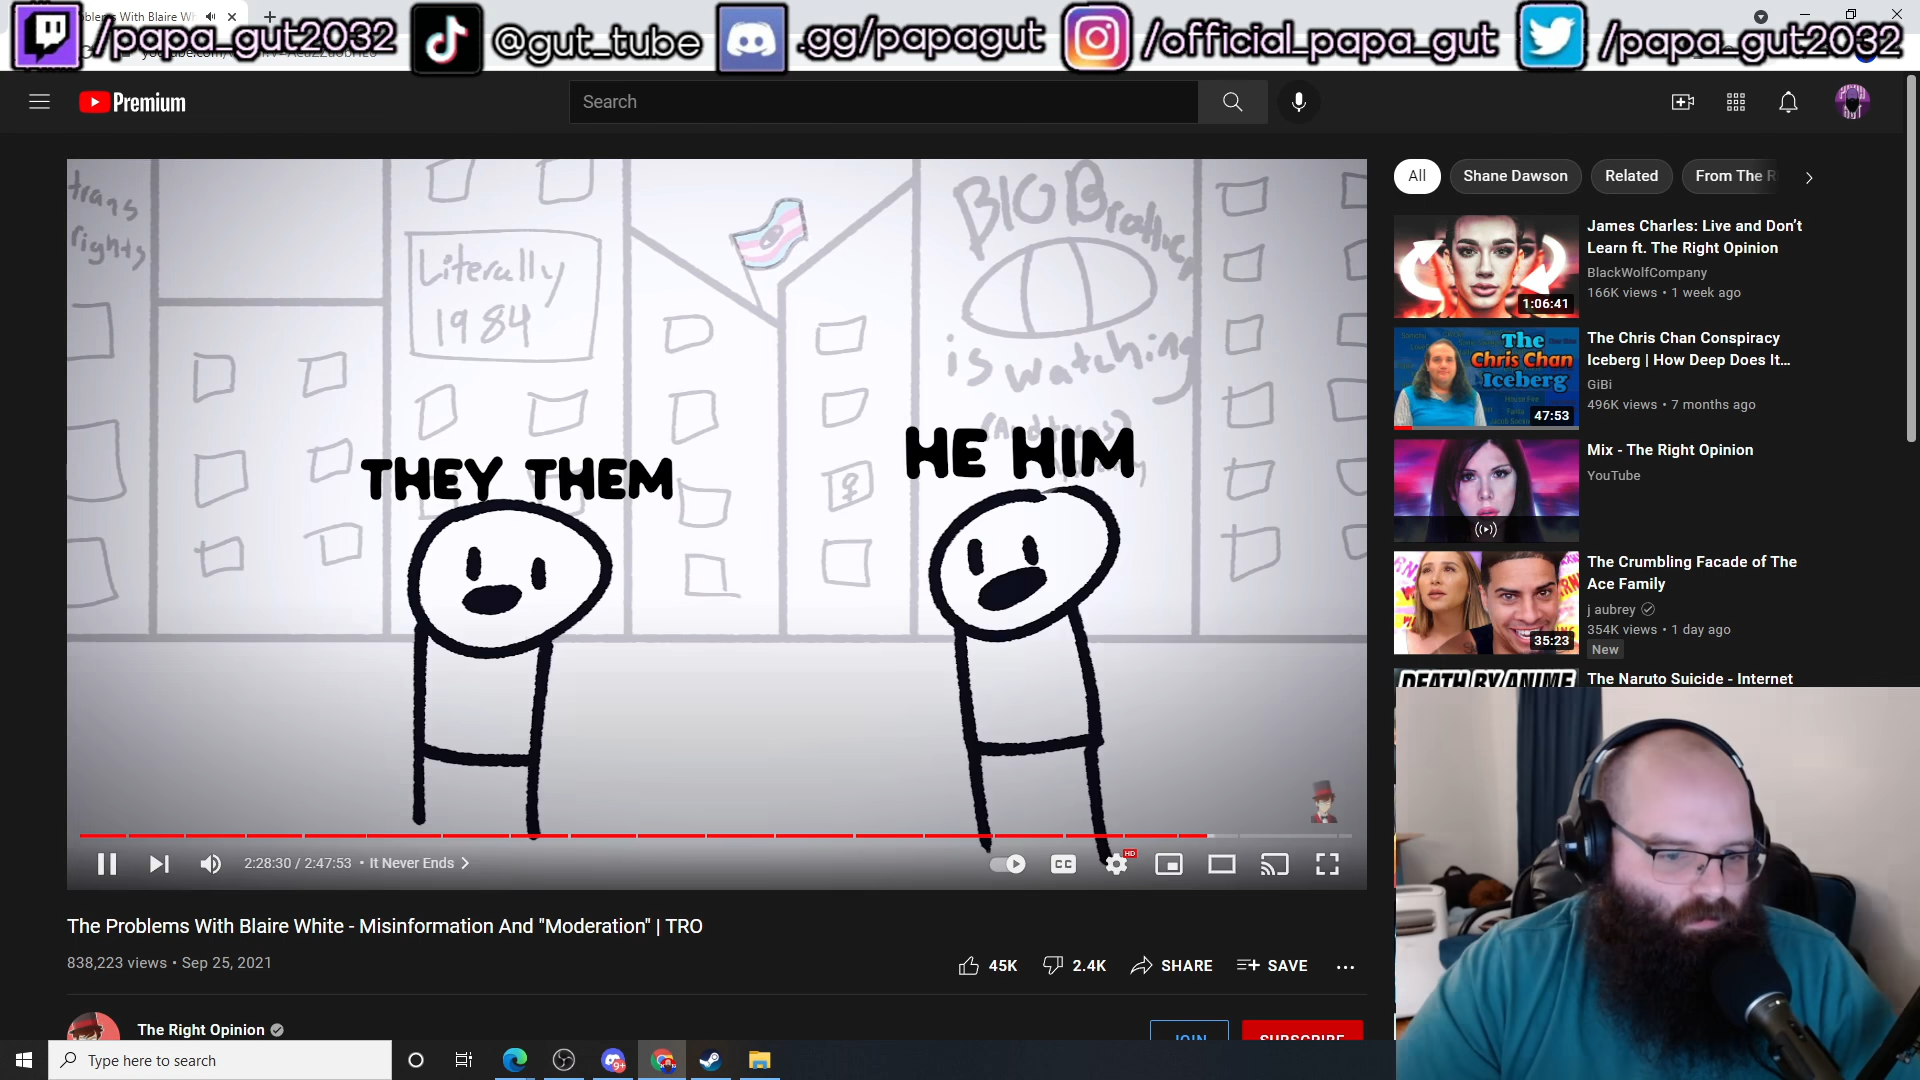 /papa_gut2032 @gut_tube .gg/papagut /official_papa_gut /papa_gut2032
Premium
Search
trans
rights
Literally
1984
BIG Brother
is watching
THEY THEM
HE HIM
2:28:30 / 2:47:53 • It Never Ends
CC
HD
The Problems With Blaire White - Misinformation And "Moderation" | TRO
838,223 views • Sep 25, 2021
45K 2.4K SHARE SAVE
The Right Opinion
JOIN SUBSCRIBE
All Shane Dawson Related From The R
James Charles: Live and Don’t
Learn ft. The Right Opinion
BlackWolfCompany
166K views • 1 week ago
1:06:41
The Chris Chan Conspiracy
Iceberg | How Deep Does It...
GiBi
496K views • 7 months ago
The
Chris Chan
Iceberg
47:53
Mix - The Right Opinion
YouTube
The Crumbling Facade of The
Ace Family
j aubrey
354K views • 1 day ago
New
35:23
DEATH BY ANIME
The Naruto Suicide - Internet
Type here to search
9+